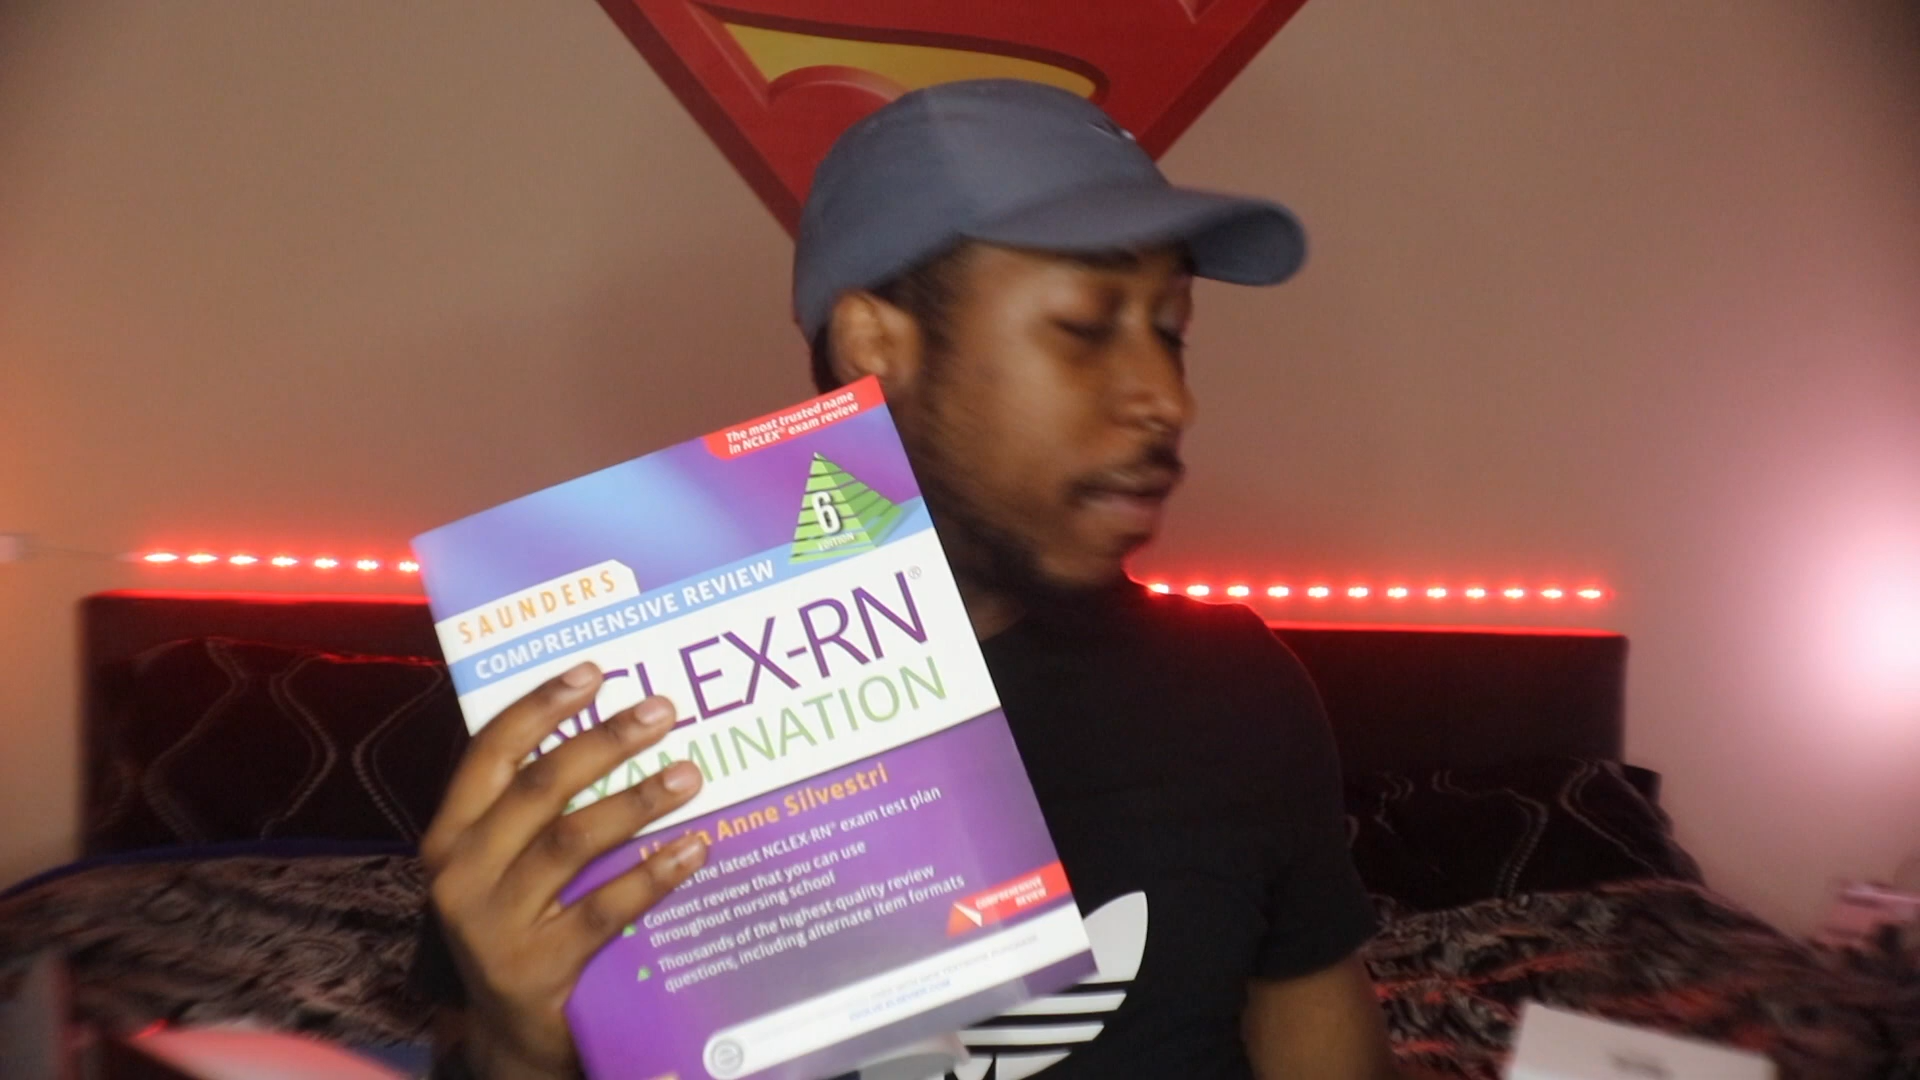 The most trusted name
in NCLEX® exam review
6
EDITION
SAUNDERS
COMPREHENSIVE REVIEW
NCLEX-RN®
EXAMINATION
Anne Silvestri
the latest NCLEX-RN® exam test plan
Content review that you can use
throughout nursing school
Thousands of the highest-quality review
questions, including alternate item formats
COMPREHENSIVE
REVIEW